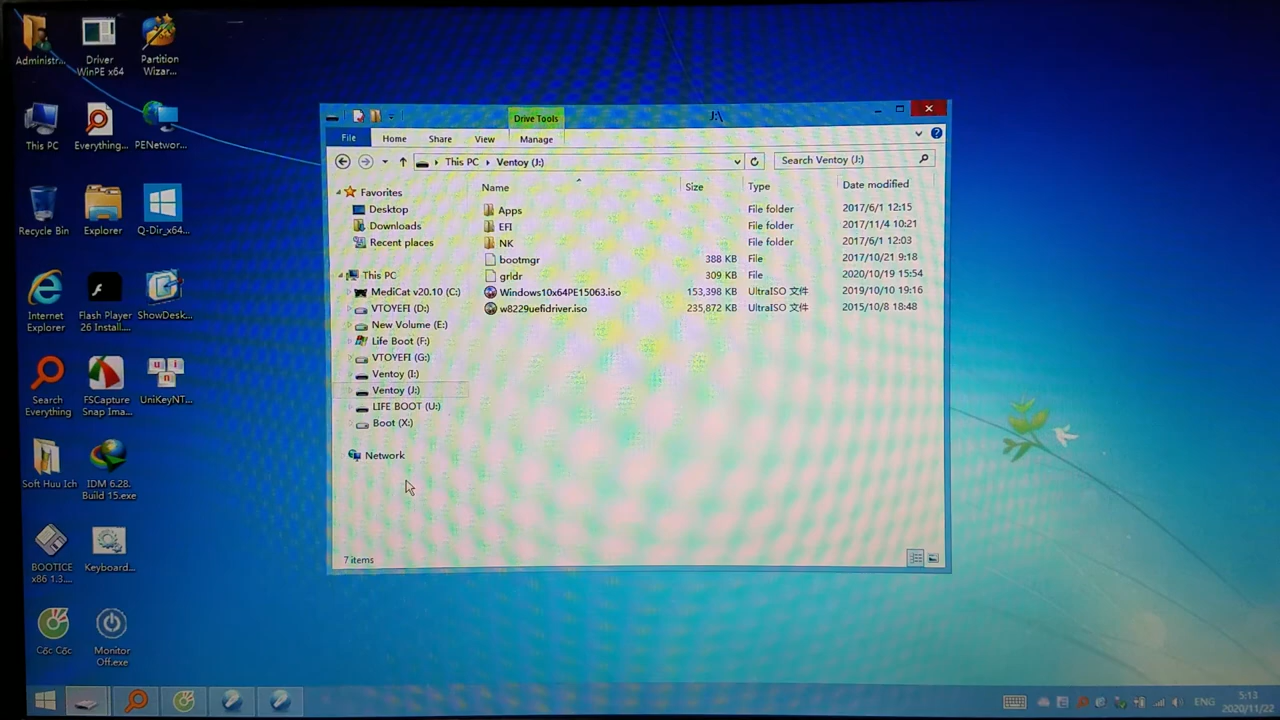 Administr...
Driver
WinPE x64
Partition
Wizar...
This PC
Everything...
PENetwor...
Recycle Bin
Explorer
Q-Dir_x64...
Internet
Explorer
Flash Player
26 Install....
ShowDesk...
Search
Everything
FSCapture
Snap Ima...
UniKeyNT...
Soft Huu Ich
IDM 6.28.
Build 15.exe
BOOTICE
x86 1.3....
Keyboard...
Cốc Cốc
Monitor
Off.exe
Drive Tools
J:\
File Home Share View Manage
This PC Ventoy (J:)
Search Ventoy (J:)
Favorites
Desktop
Downloads
Recent places
This PC
MediCat v20.10 (C:)
VTOYEFI (D:)
New Volume (E:)
Life Boot (F:)
VTOYEFI (G:)
Ventoy (I:)
Ventoy (J:)
LIFE BOOT (U:)
Boot (X:)
Network
Name Size Type Date modified
Apps File folder 2017/6/1 12:15
EFI File folder 2017/11/4 10:21
NK File folder 2017/6/1 12:03
bootmgr 388 KB File 2017/10/21 9:18
grldr 309 KB File 2020/10/19 15:54
Windows10x64PE15063.iso 153,398 KB UltraISO 文件 2019/10/10 19:16
w8229uefidriver.iso 235,872 KB UltraISO 文件 2015/10/8 18:48
7 items
ENG
5:13
2020/11/22